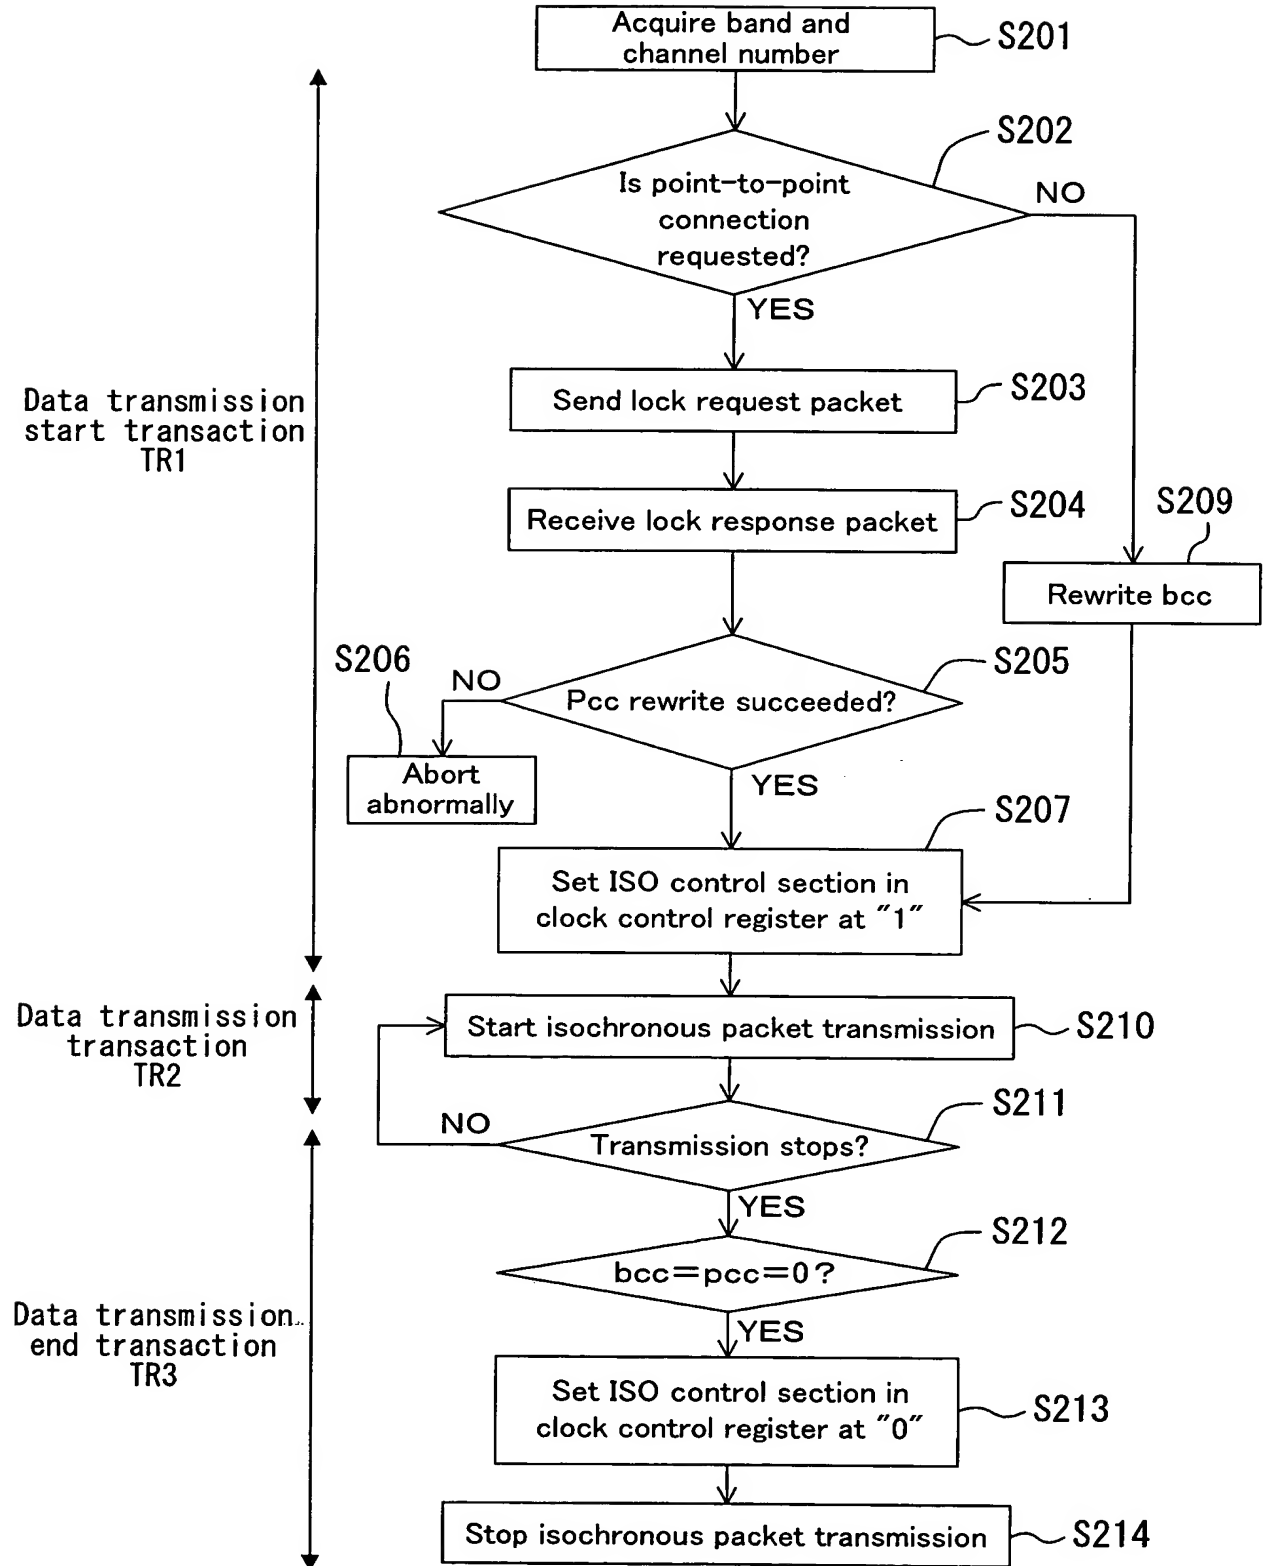 Acquire band and
channel number
S201
S202
Is point-to-point
connection
requested?
NO
YES
Send lock request packet
S203
Data transmission
start transaction
TR1
Receive lock response packet
S204
S209
Rewrite bcc
S206
NO
Pcc rewrite succeeded?
S205
Abort
abnormally
YES
S207
Set ISO control section in
clock control register at "1"
Data transmission
transaction
TR2
Start isochronous packet transmission
S210
NO
Transmission stops?
S211
YES
S212
bcc=pcc=0?
YES
Data transmission
end transaction
TR3
Set ISO control section in
clock control register at "0"
S213
Stop isochronous packet transmission
S214